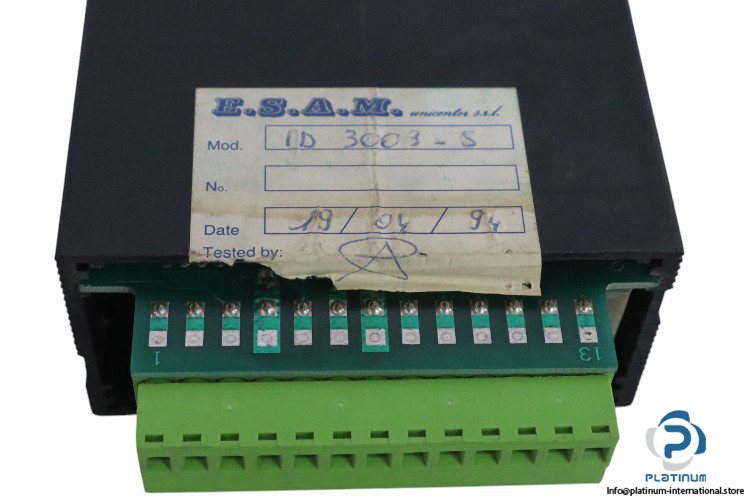 E.S.A.M. unicenter s.r.l.
Mod. ID 3003-S
No.
Date 19/04/94
Tested by: A
1 13
PLATINUM
Info@platinum-international.store